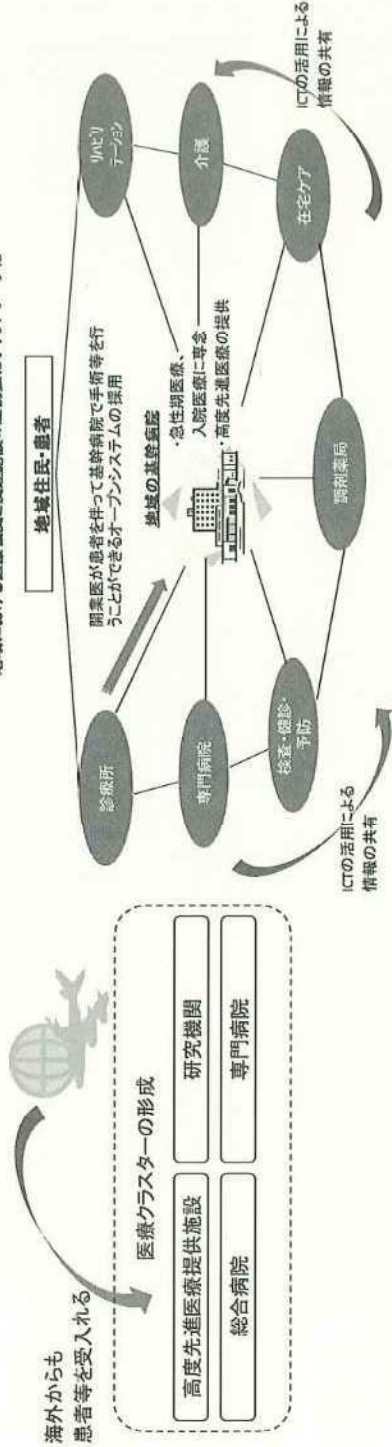 海外からも
患者等を受入れる
医療クラスターの形成
高度先進医療提供施設
研究機関
総合病院
専門病院
地域住民・患者
開業医が患者を伴って基幹病院で手術等を行
うことができるオープンシステムの採用
地域の基幹病院
・急性期医療、
入院医療に専念
・高度先進医療の提供
診療所
専門病院
検査・健診・
予防
調剤薬局
在宅ケア
介護
リハビリ
テーション
ICTの活用による
情報の共有
ICTの活用による
情報の共有